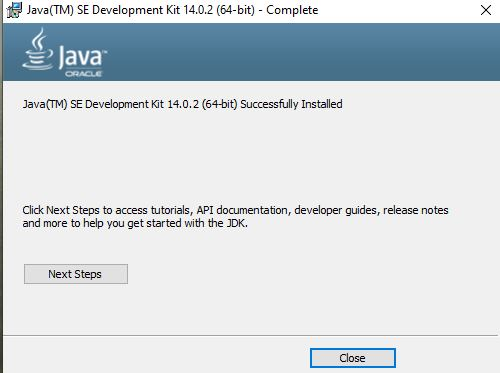 Java(TM) SE Development Kit 14.0.2 (64-bit) - Complete
Java™
ORACLE
Java(TM) SE Development Kit 14.0.2 (64-bit) Successfully Installed
Click Next Steps to access tutorials, API documentation, developer guides, release notes
and more to help you get started with the JDK.
Next Steps
Close